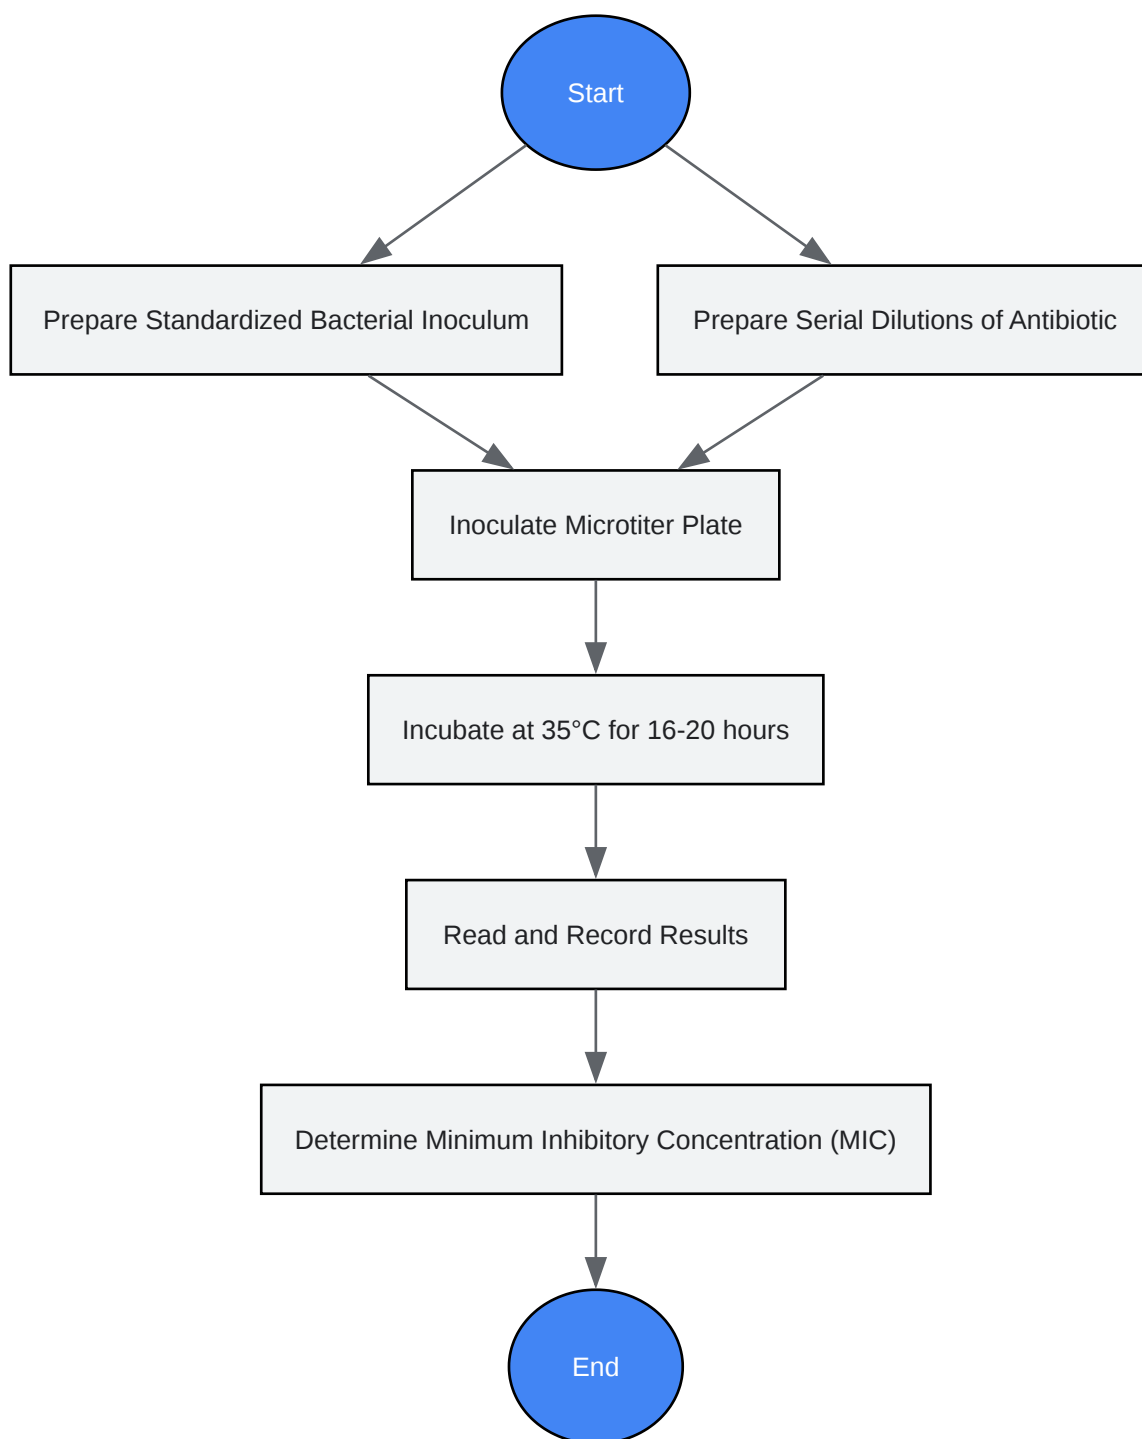 Start
Prepare Standardized Bacterial Inoculum
Prepare Serial Dilutions of Antibiotic
Inoculate Microtiter Plate
Incubate at 35°C for 16-20 hours
Read and Record Results
Determine Minimum Inhibitory Concentration (MIC)
End